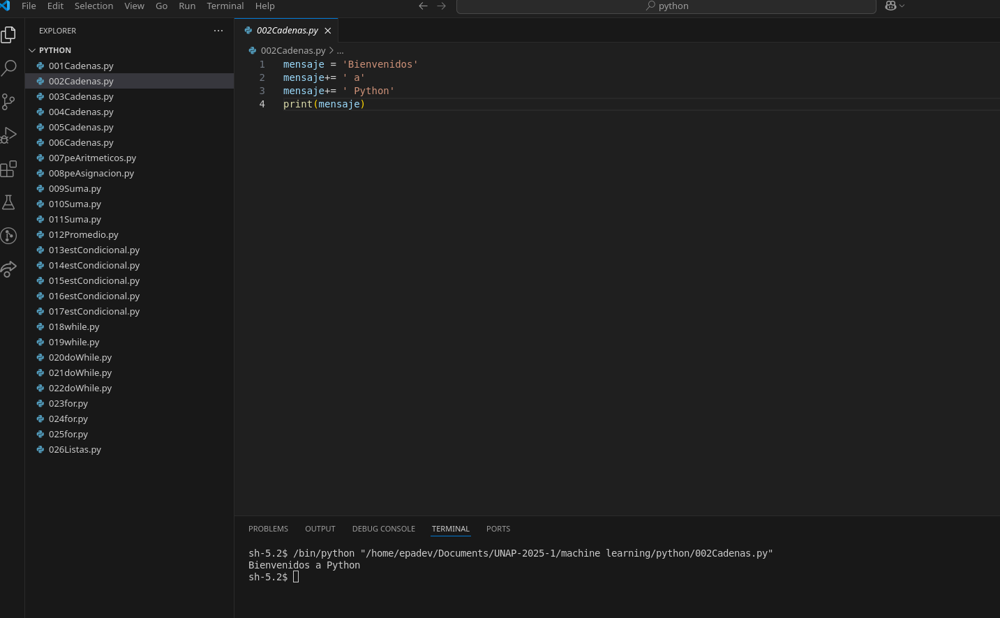 File Edit Selection View Go Run Terminal Help
python
EXPLORER
PYTHON
001Cadenas.py
002Cadenas.py
003Cadenas.py
004Cadenas.py
005Cadenas.py
006Cadenas.py
007peAritmeticos.py
008peAsignacion.py
009Suma.py
010Suma.py
011Suma.py
012Promedio.py
013estCondicional.py
014estCondicional.py
015estCondicional.py
016estCondicional.py
017estCondicional.py
018while.py
019while.py
020doWhile.py
021doWhile.py
022doWhile.py
023for.py
024for.py
025for.py
026Listas.py
002Cadenas.py
002Cadenas.py > ...
1 mensaje = 'Bienvenidos'
2 mensaje+= ' a'
3 mensaje+= ' Python'
4 print(mensaje)
PROBLEMS OUTPUT DEBUG CONSOLE TERMINAL PORTS
sh-5.2$ /bin/python "/home/epadev/Documents/UNAP-2025-1/machine learning/python/002Cadenas.py"
Bienvenidos a Python
sh-5.2$